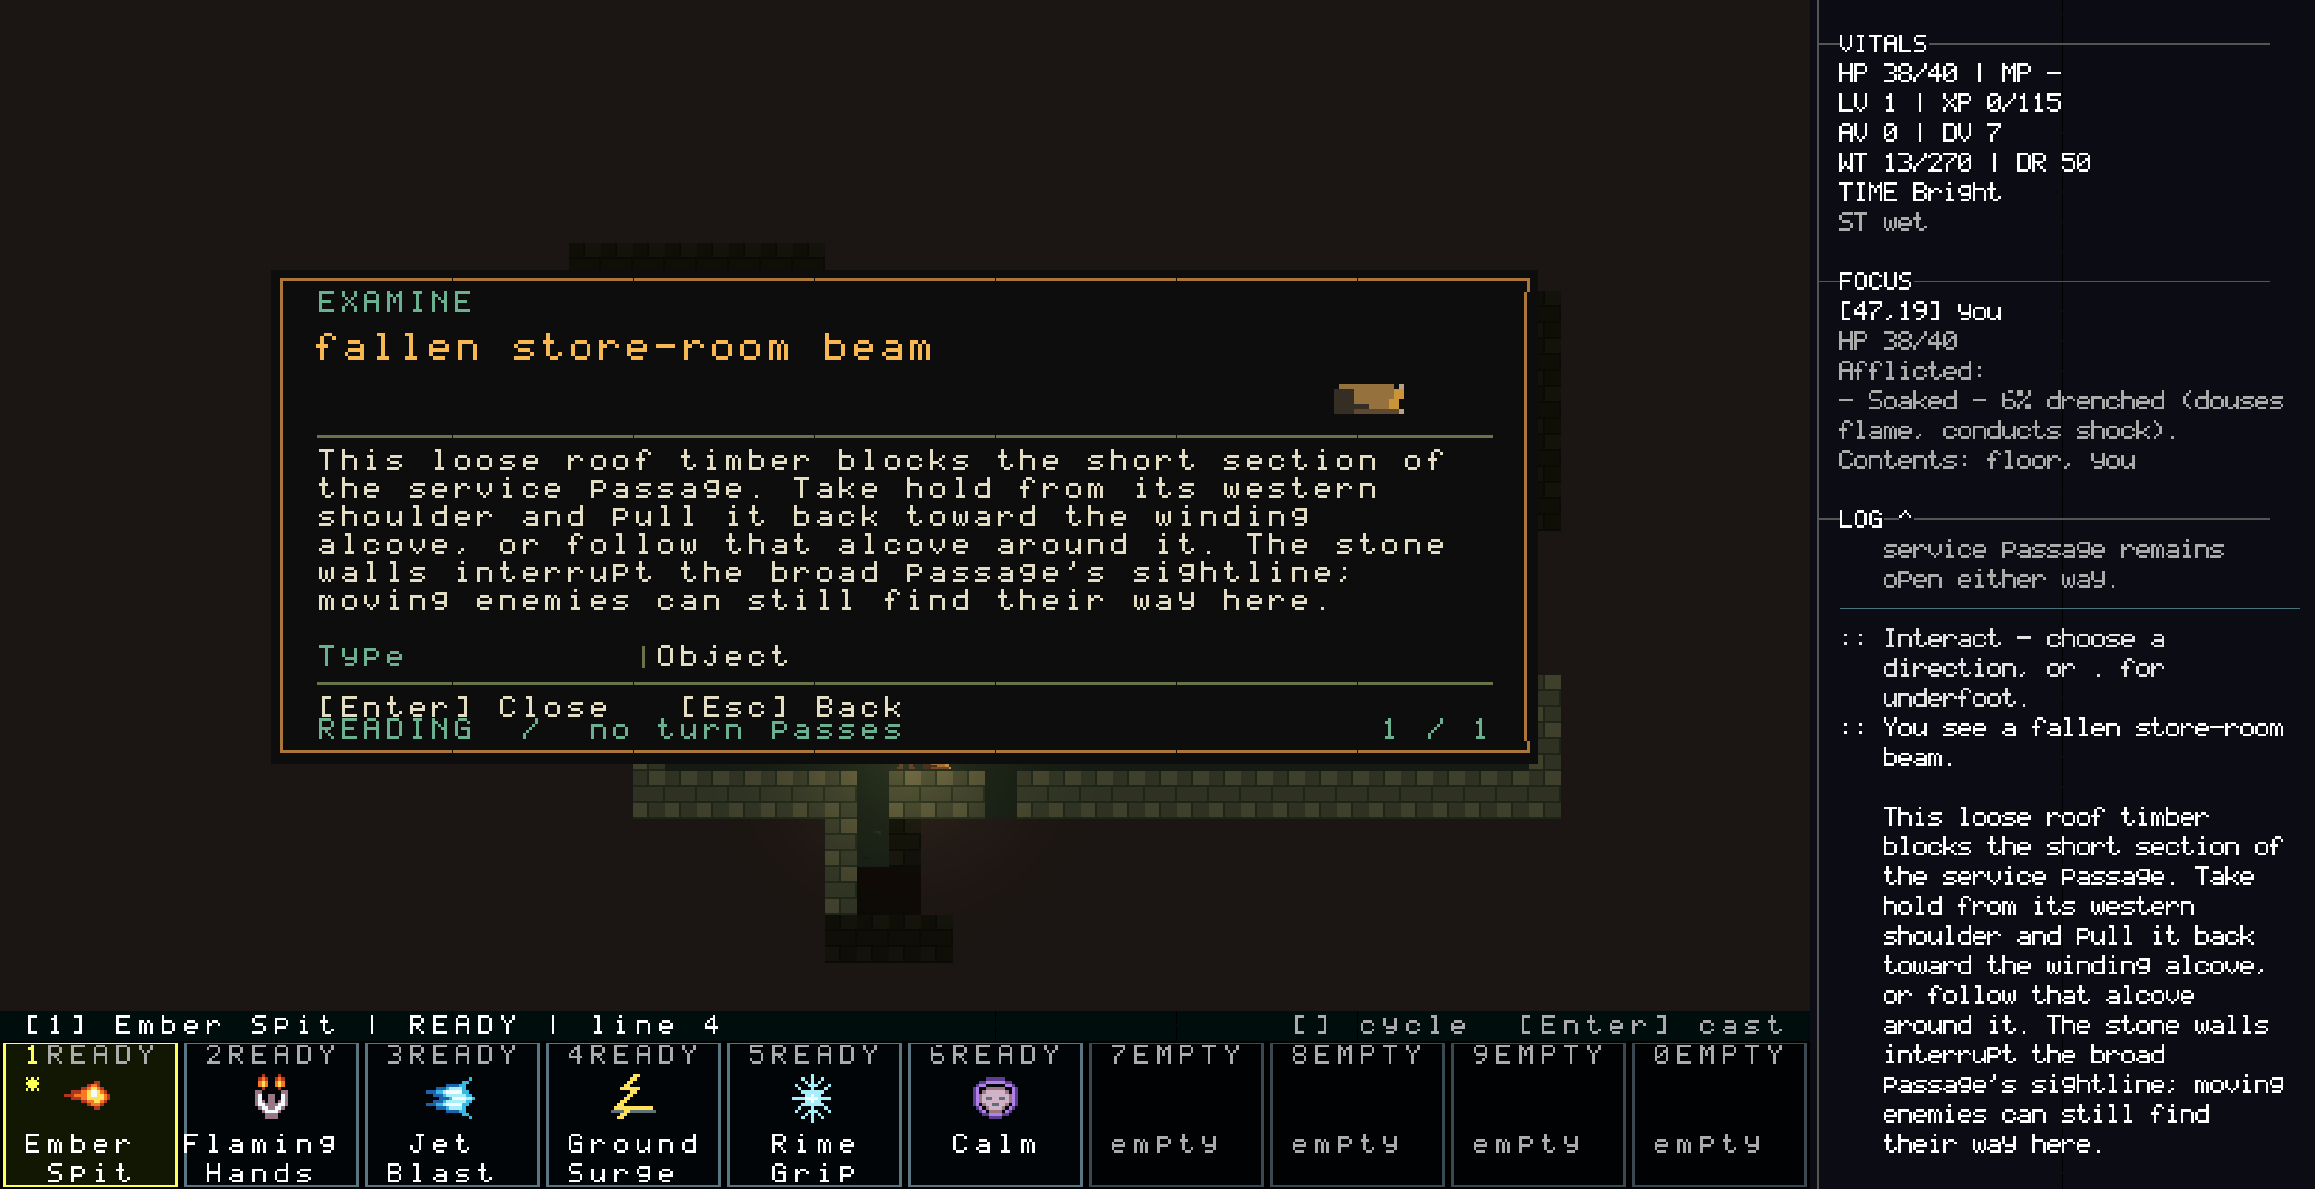 EXAMINE
fallen store-room beam
This loose roof timber blocks the short section of
the service passage. Take hold from its western
shoulder and pull it back toward the winding
alcove, or follow that alcove around it. The stone
walls interrupt the broad passage's sightline;
moving enemies can still find their way here.
Type |Object
[Enter] Close [Esc] Back
READING / no turn passes 1 / 1
[1] Ember Spit | READY | line 4 [] cycle [Enter] cast
1READY 2READY 3READY 4READY 5READY 6READY 7EMPTY 8EMPTY 9EMPTY 0EMPTY
*
Ember Flaming Jet Ground Rime Calm empty empty empty empty
Spit Hands Blast Surge Grip
VITALS
HP 38/40 | MP -
LV 1 | XP 0/115
AV 0 | DV 7
WT 13/270 | DR 50
TIME Bright
ST wet
FOCUS
[47,19] you
HP 38/40
Afflicted:
- Soaked - 6% drenched (douses
flame, conducts shock).
Contents: floor, you
LOG ^
service passage remains
open either way.
:: Interact - choose a
direction, or . for
underfoot.
:: You see a fallen store-room
beam.
This loose roof timber
blocks the short section of
the service passage. Take
hold from its western
shoulder and pull it back
toward the winding alcove,
or follow that alcove
around it. The stone walls
interrupt the broad
passage's sightline; moving
enemies can still find
their way here.